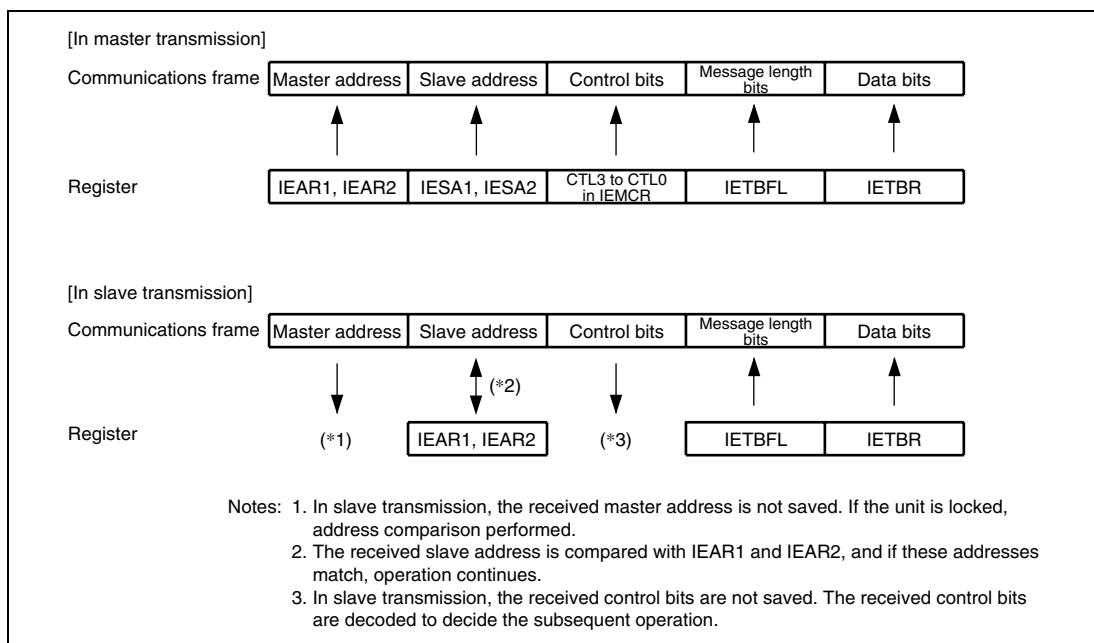 [In master transmission]
Communications frame Master address Slave address Control bits Message length bits Data bits
Register IEAR1, IEAR2 IESA1, IESA2 CTL3 to CTL0 in IEMCR IETBFL IETBR
[In slave transmission]
Communications frame Master address Slave address Control bits Message length bits Data bits
(*2)
Register (*1) IEAR1, IEAR2 (*3) IETBFL IETBR
Notes: 1. In slave transmission, the received master address is not saved. If the unit is locked,
address comparison performed.
2. The received slave address is compared with IEAR1 and IEAR2, and if these addresses
match, operation continues.
3. In slave transmission, the received control bits are not saved. The received control bits
are decoded to decide the subsequent operation.